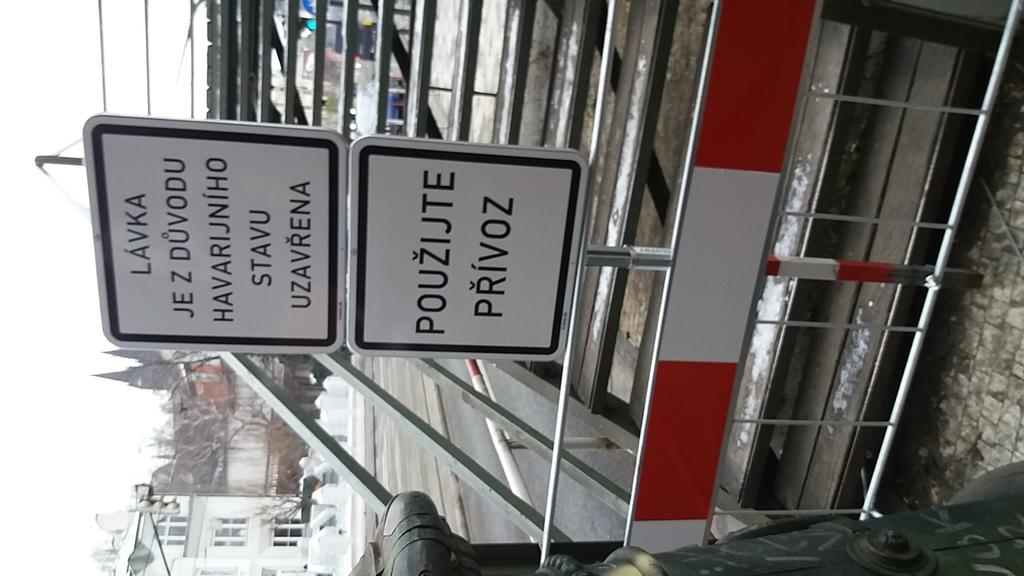 LÁVKA
JE Z DŮVODU
HAVARIJNÍHO
STAVU
UZAVŘENA
POUŽIJTE
PŘÍVOZ